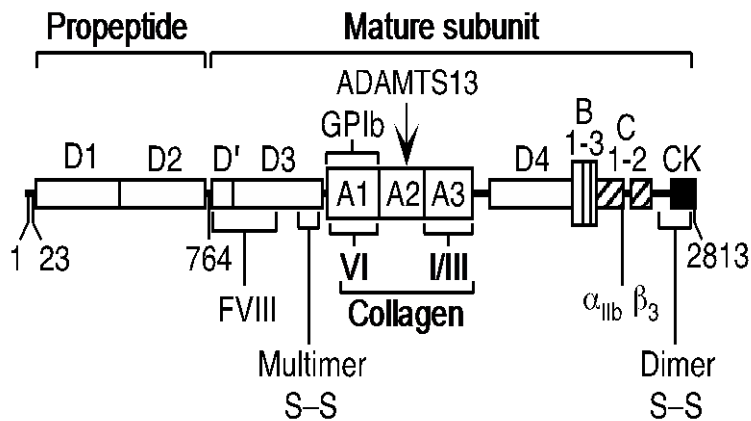 Propeptide Mature subunit
ADAMTS13
GPIb
B
1-3
C
1-2
D1 D2 D' D3 D4 CK
A1 A2 A3
1 23 764 2813
VI I/III
FVIII Collagen αIIb β3
Multimer Dimer
S–S S–S